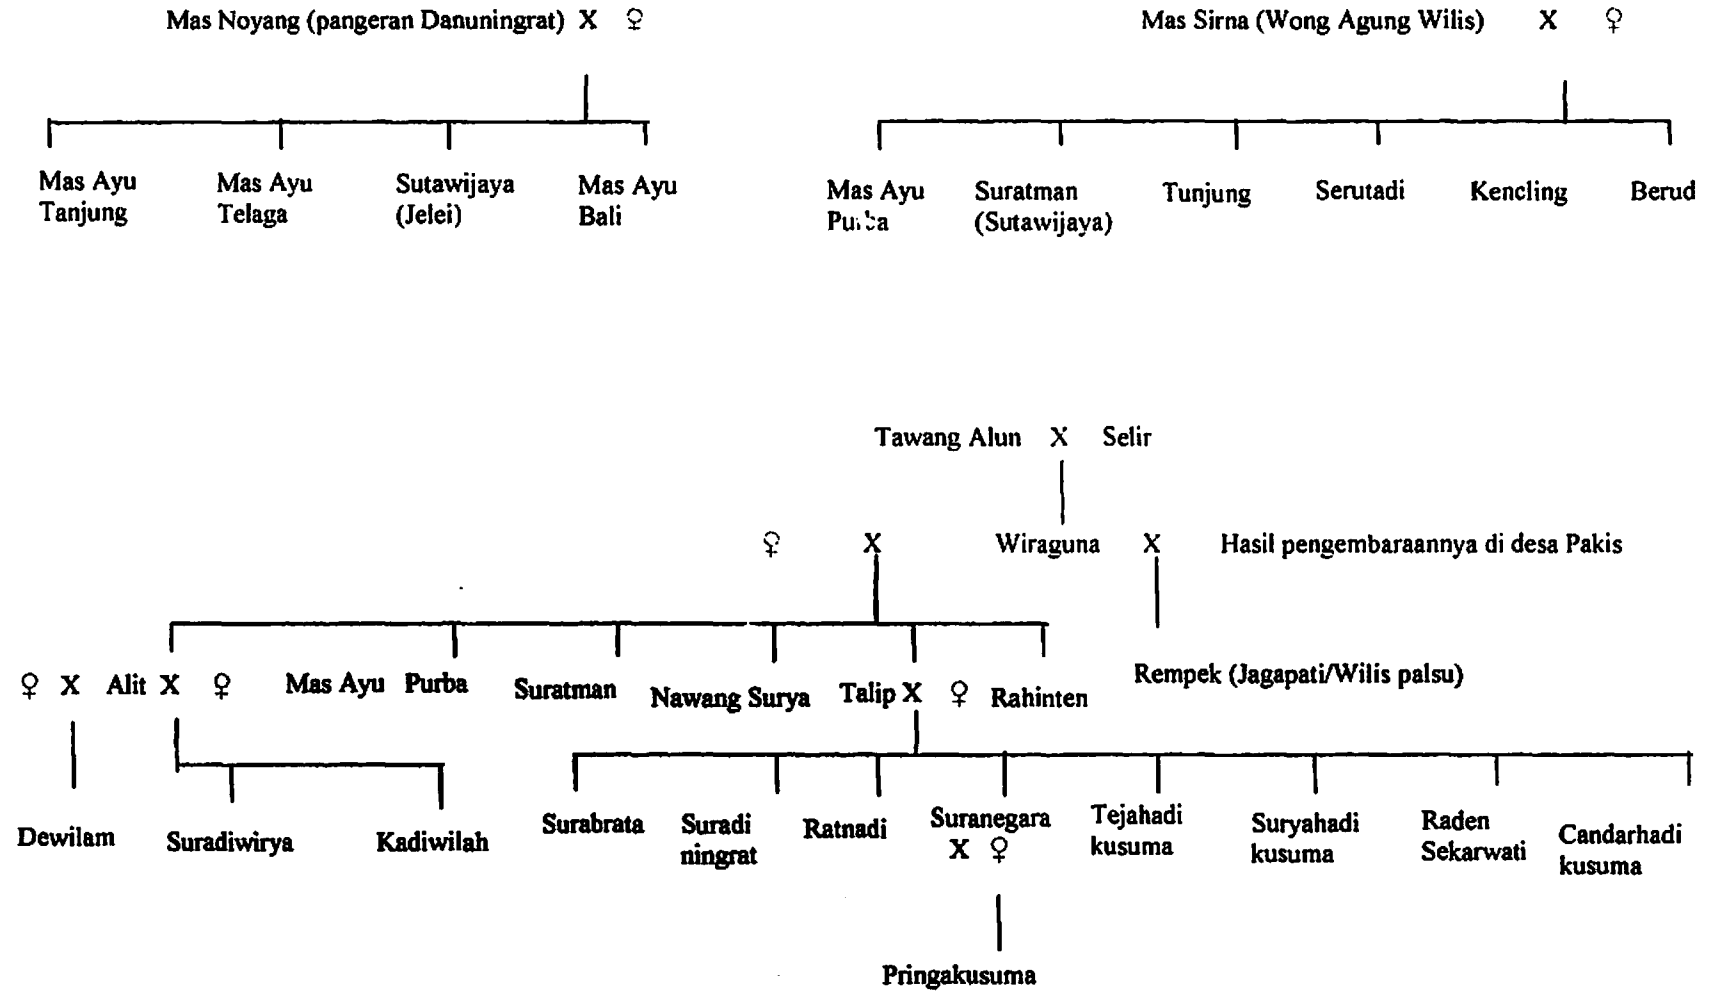 Mas Noyang (pangeran Danuningrat) X ♀
Mas Sirna (Wong Agung Wilis) X ♀
Mas Ayu
Tanjung
Mas Ayu
Telaga
Sutawijaya
(Jelei)
Mas Ayu
Bali
Mas Ayu
Purba
Suratman
(Sutawijaya)
Tunjung
Serutadi
Kencling
Berud
Tawang Alun X Selir
♀ X Wiraguna X Hasil pengembaraannya di desa Pakis
♀ X Alit X ♀
Mas Ayu Purba
Suratman
Nawang Surya
Talip X ♀
Rahinten
Rempek (Jagapati/Wilis palsu)
Dewilam
Suradiwirya
Kadiwilah
Surabrata
Suradi
ningrat
Ratnadi
Suranegara
X ♀
Tejahadi
kusuma
Suryahadi
kusuma
Raden
Sekarwati
Candarhadi
kusuma
Pringakusuma